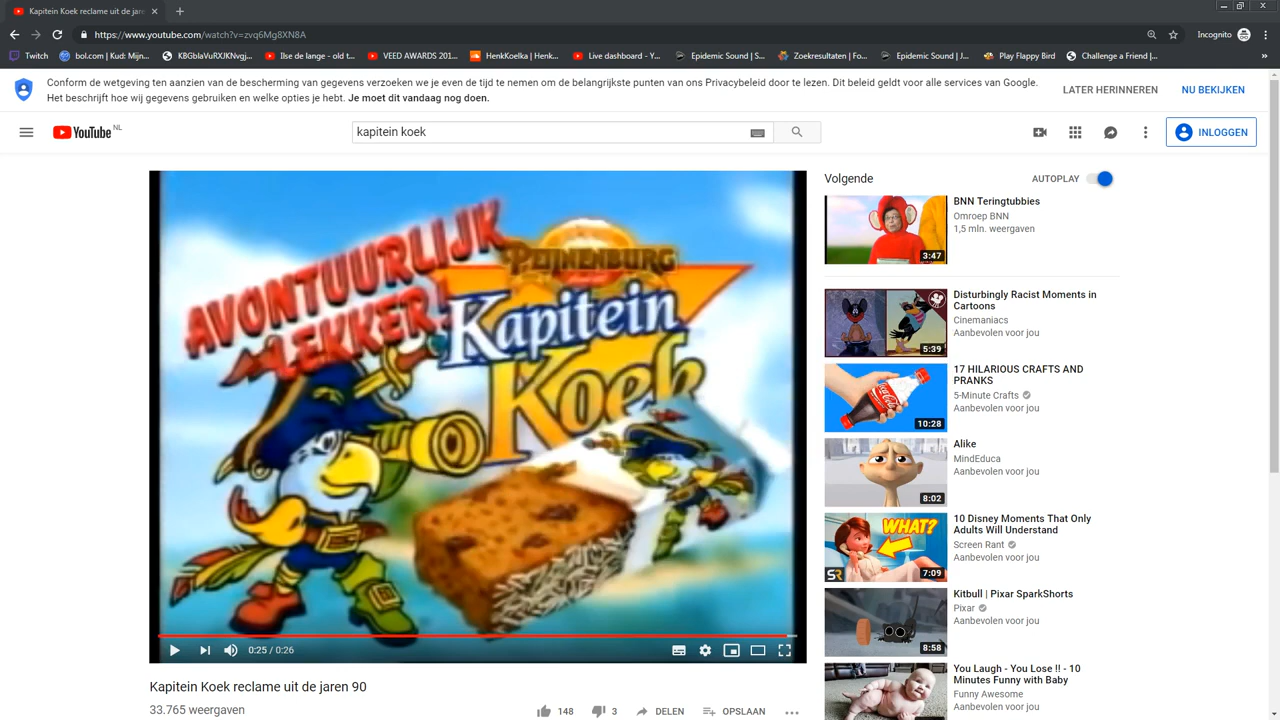 Kapitein Koek reclame uit de jare
https://www.youtube.com/watch?v=zvq6Mg8XN8A
Incognito
Twitch
bol.com | Kud: Mijn...
KBGblaVuRX/KNvgj...
Ilse de lange - old t...
VEED AWARDS 201...
HenkKoelka | Henk...
Live dashboard - Y...
Epidemic Sound | S...
Zoekresultaten | Fo...
Epidemic Sound | J...
Play Flappy Bird
Challenge a Friend |...
Conform de wetgeving ten aanzien van de bescherming van gegevens verzoeken we je even de tijd te nemen om de belangrijkste punten van ons Privacybeleid door te lezen. Dit beleid geldt voor alle services van Google.
Het beschrijft hoe wij gegevens gebruiken en welke opties je hebt. Je moet dit vandaag nog doen.
LATER HERINNEREN
NU BEKIJKEN
YouTube NL
kapitein koek
INLOGGEN
AVONTUURLIJK
LEKKER!
PEIJNENBURG
Kapitein
Koek
0:25 / 0:26
Kapitein Koek reclame uit de jaren 90
33.765 weergaven
148
3
DELEN
OPSLAAN
Volgende
AUTOPLAY
BNN Teringtubbies
Omroep BNN
1,5 mln. weergaven
3:47
Disturbingly Racist Moments in
Cartoons
Cinemaniacs
Aanbevolen voor jou
5:39
17 HILARIOUS CRAFTS AND
PRANKS
5-Minute Crafts
Aanbevolen voor jou
Coca-Cola
10:28
Alike
MindEduca
Aanbevolen voor jou
8:02
10 Disney Moments That Only
Adults Will Understand
Screen Rant
Aanbevolen voor jou
WHAT?
SR
7:09
Kitbull | Pixar SparkShorts
Pixar
Aanbevolen voor jou
8:58
You Laugh - You Lose !! - 10
Minutes Funny with Baby
Funny Awesome
Aanbevolen voor jou